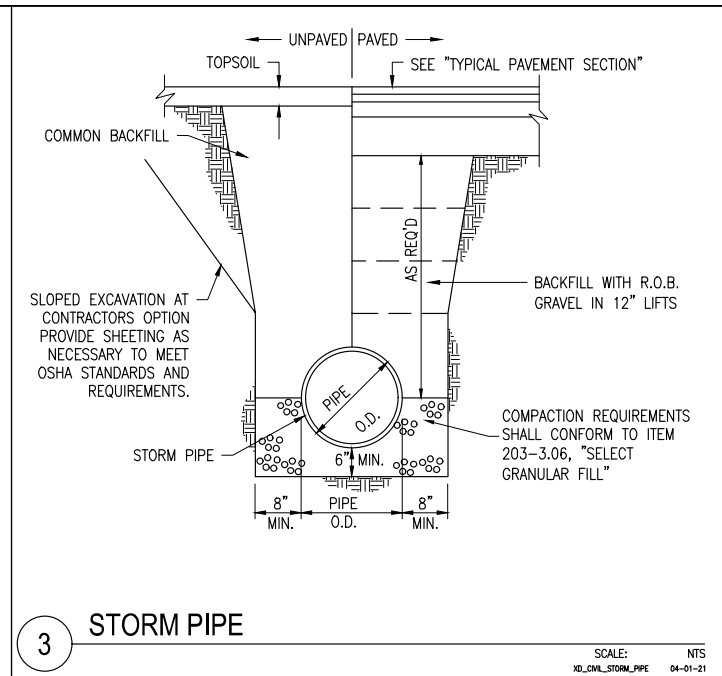 UNPAVED PAVED
TOPSOIL
SEE "TYPICAL PAVEMENT SECTION"
COMMON BACKFILL
AS REQ'D
SLOPED EXCAVATION AT
CONTRACTORS OPTION
PROVIDE SHEETING AS
NECESSARY TO MEET
OSHA STANDARDS AND
REQUIREMENTS.
BACKFILL WITH R.O.B.
GRAVEL IN 12" LIFTS
PIPE
O.D.
STORM PIPE
6" MIN.
COMPACTION REQUIREMENTS
SHALL CONFORM TO ITEM
203-3.06, "SELECT
GRANULAR FILL"
8"
MIN.
PIPE
O.D.
8"
MIN.
3
STORM PIPE
SCALE: NTS
XD_CIVIL_STORM_PIPE 04-01-21